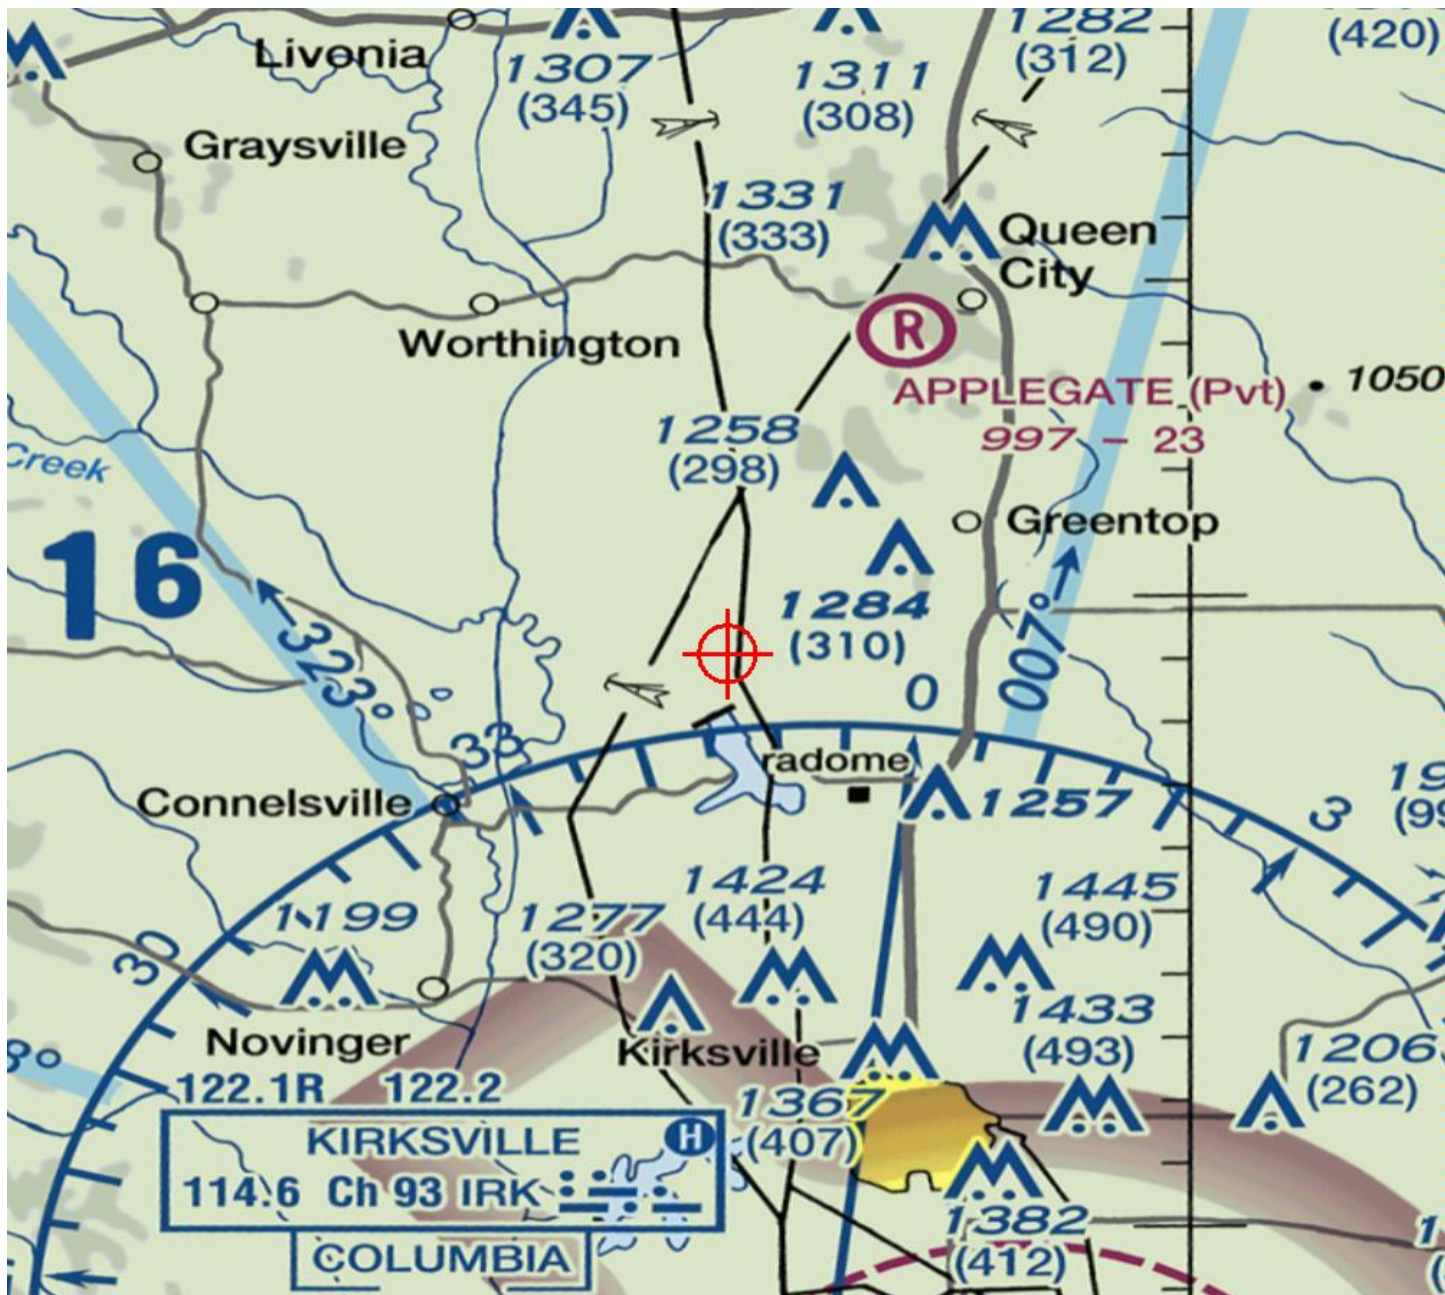 1282
(312)
(420)
Livonia
1307
(345)
1311
(308)
Graysville
1331
(333)
Queen
City
Worthington
R
APPLEGATE (Pvt)
997 - 23
1050
1258
(298)
Creek
Greentop
16
1284
(310)
323°
007°
0
33
radome
Connelsville
1257
3
1424
(444)
1445
(490)
1199
1277
(320)
30
1433
(493)
Novinger
Kirksville
1206
(262)
122.1R 122.2
1367
(407)
KIRKSVILLE H
114.6 Ch 93 IRK
1382
(412)
COLUMBIA